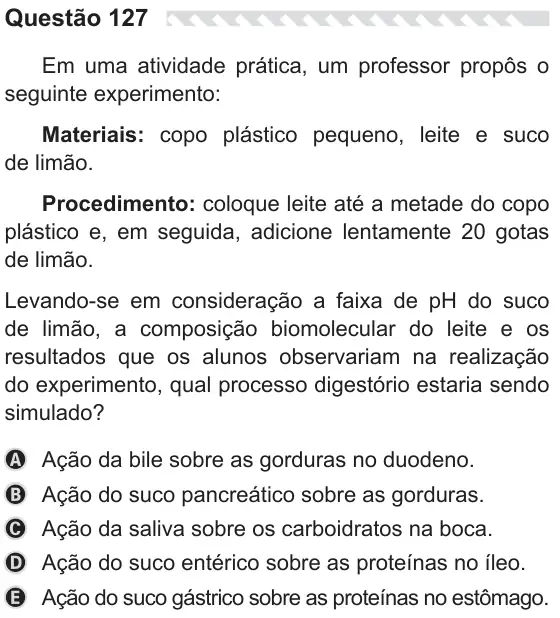 Questão 127
Em uma atividade prática, um professor propôs o
seguinte experimento:
Materiais: copo plástico pequeno, leite e suco
de limão.
Procedimento: coloque leite até a metade do copo
plástico e, em seguida, adicione lentamente 20 gotas
de limão.
Levando-se em consideração a faixa de pH do suco
de limão, a composição biomolecular do leite e os
resultados que os alunos observariam na realização
do experimento, qual processo digestório estaria sendo
simulado?
A Ação da bile sobre as gorduras no duodeno.
B Ação do suco pancreático sobre as gorduras.
C Ação da saliva sobre os carboidratos na boca.
D Ação do suco entérico sobre as proteínas no íleo.
E Ação do suco gástrico sobre as proteínas no estômago.